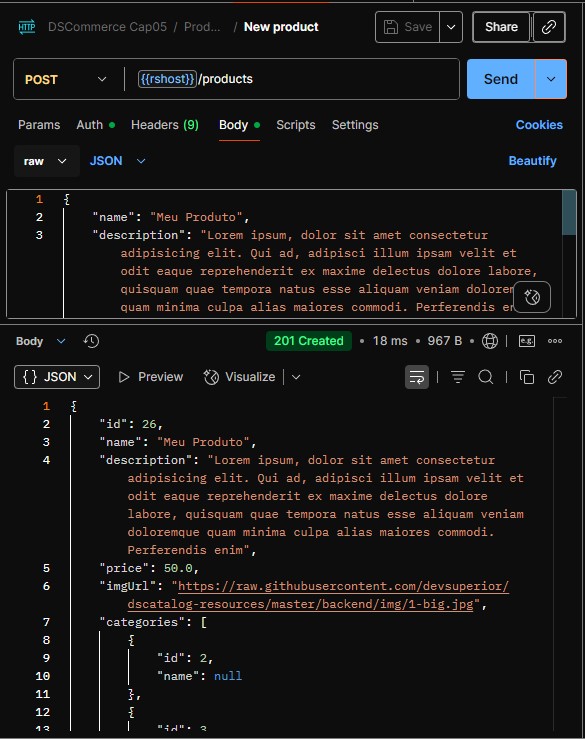 HTTP DSCommerce Cap05 / Prod... / New product Save Share
POST {{rshost}}/products Send
Params Auth Headers (9) Body Scripts Settings Cookies
raw JSON Beautify
1 {
2 "name": "Meu Produto",
3 "description": "Lorem ipsum, dolor sit amet consectetur
adipisicing elit. Qui ad, adipisci illum ipsam velit et
odit eaque reprehenderit ex maxime delectus dolore labore,
quisquam quae tempora natus esse aliquam veniam dolorem
quam minima culpa alias maiores commodi. Perferendis en
Body 201 Created • 18 ms • 967 B • e.g.
{} JSON Preview Visualize
1 {
2 "id": 26,
3 "name": "Meu Produto",
4 "description": "Lorem ipsum, dolor sit amet consectetur
adipisicing elit. Qui ad, adipisci illum ipsam velit et
odit eaque reprehenderit ex maxime delectus dolore
labore, quisquam quae tempora natus esse aliquam veniam
doloremque quam minima culpa alias maiores commodi.
Perferendis enim",
5 "price": 50.0,
6 "imgUrl": "https://raw.githubusercontent.com/devsuperior/
dscatalog-resources/master/backend/img/1-big.jpg",
7 "categories": [
8 {
9 "id": 2,
10 "name": null
11 },
12 {
13 "id": 3